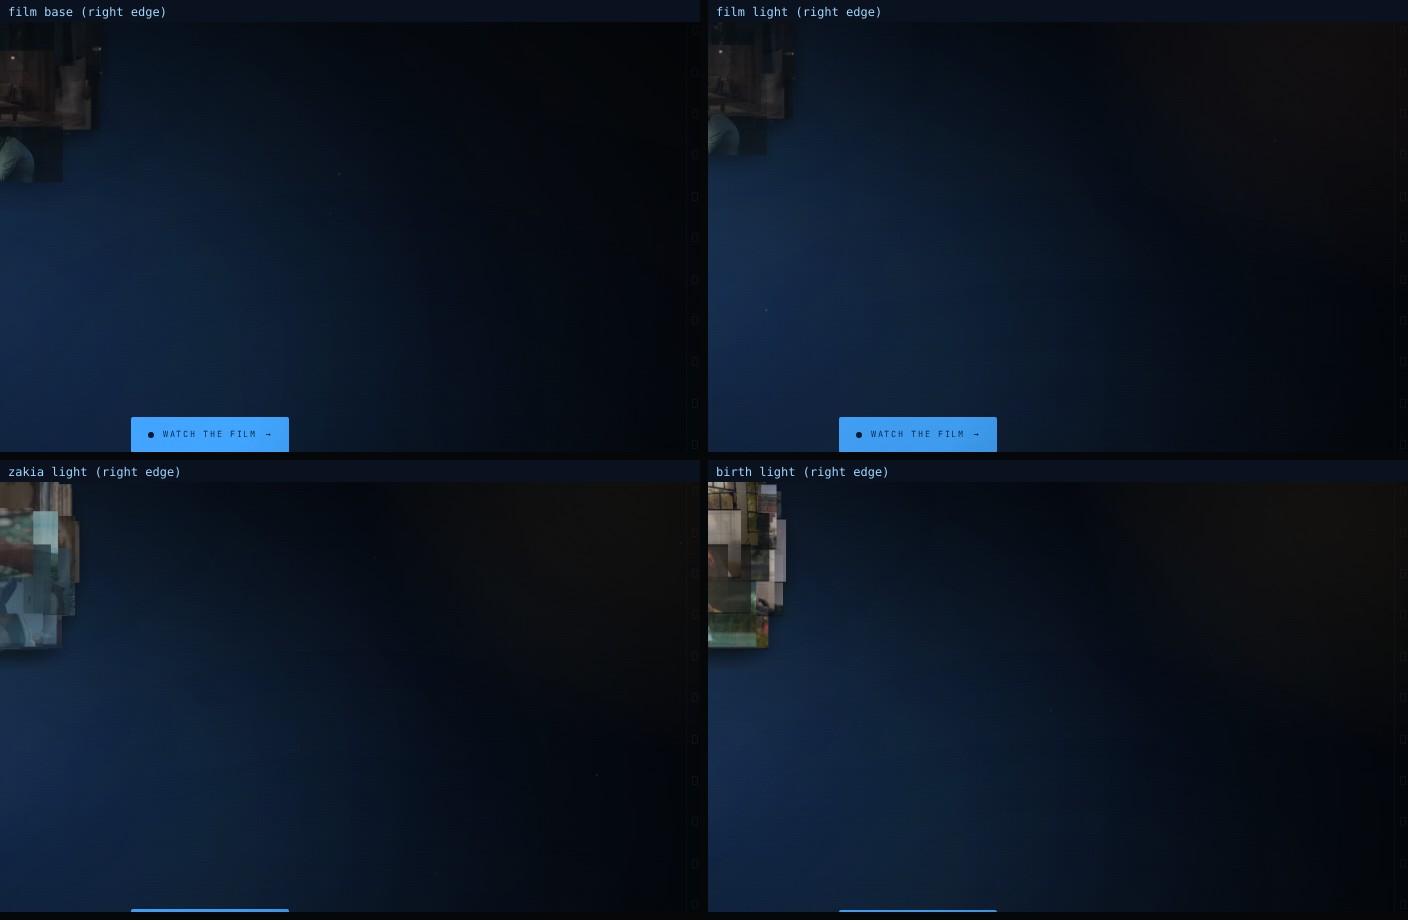 film base (right edge)
film light (right edge)
● WATCH THE FILM →
● WATCH THE FILM →
zakia light (right edge)
birth light (right edge)